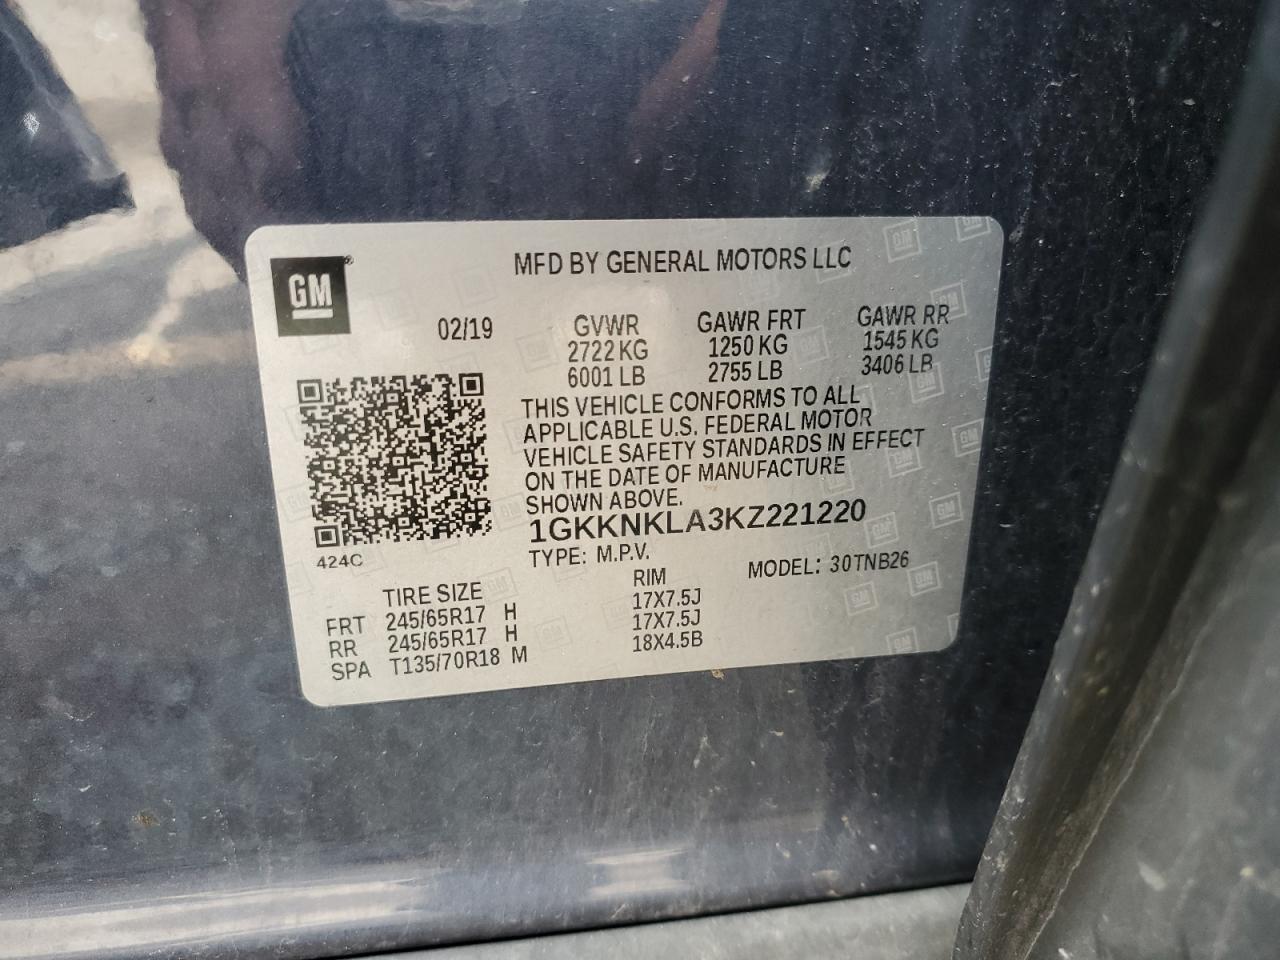 GM
MFD BY GENERAL MOTORS LLC
02/19
GVWR GAWR FRT GAWR RR
2722 KG 1250 KG 1545 KG
6001 LB 2755 LB 3406 LB
THIS VEHICLE CONFORMS TO ALL
APPLICABLE U.S. FEDERAL MOTOR
VEHICLE SAFETY STANDARDS IN EFFECT
ON THE DATE OF MANUFACTURE
SHOWN ABOVE.
1GKKNKLA3KZ221220
424C
TYPE: M.P.V. MODEL: 30TNB26
TIRE SIZE RIM
FRT 245/65R17 H 17X7.5J
RR 245/65R17 H 17X7.5J
SPA T135/70R18 M 18X4.5B